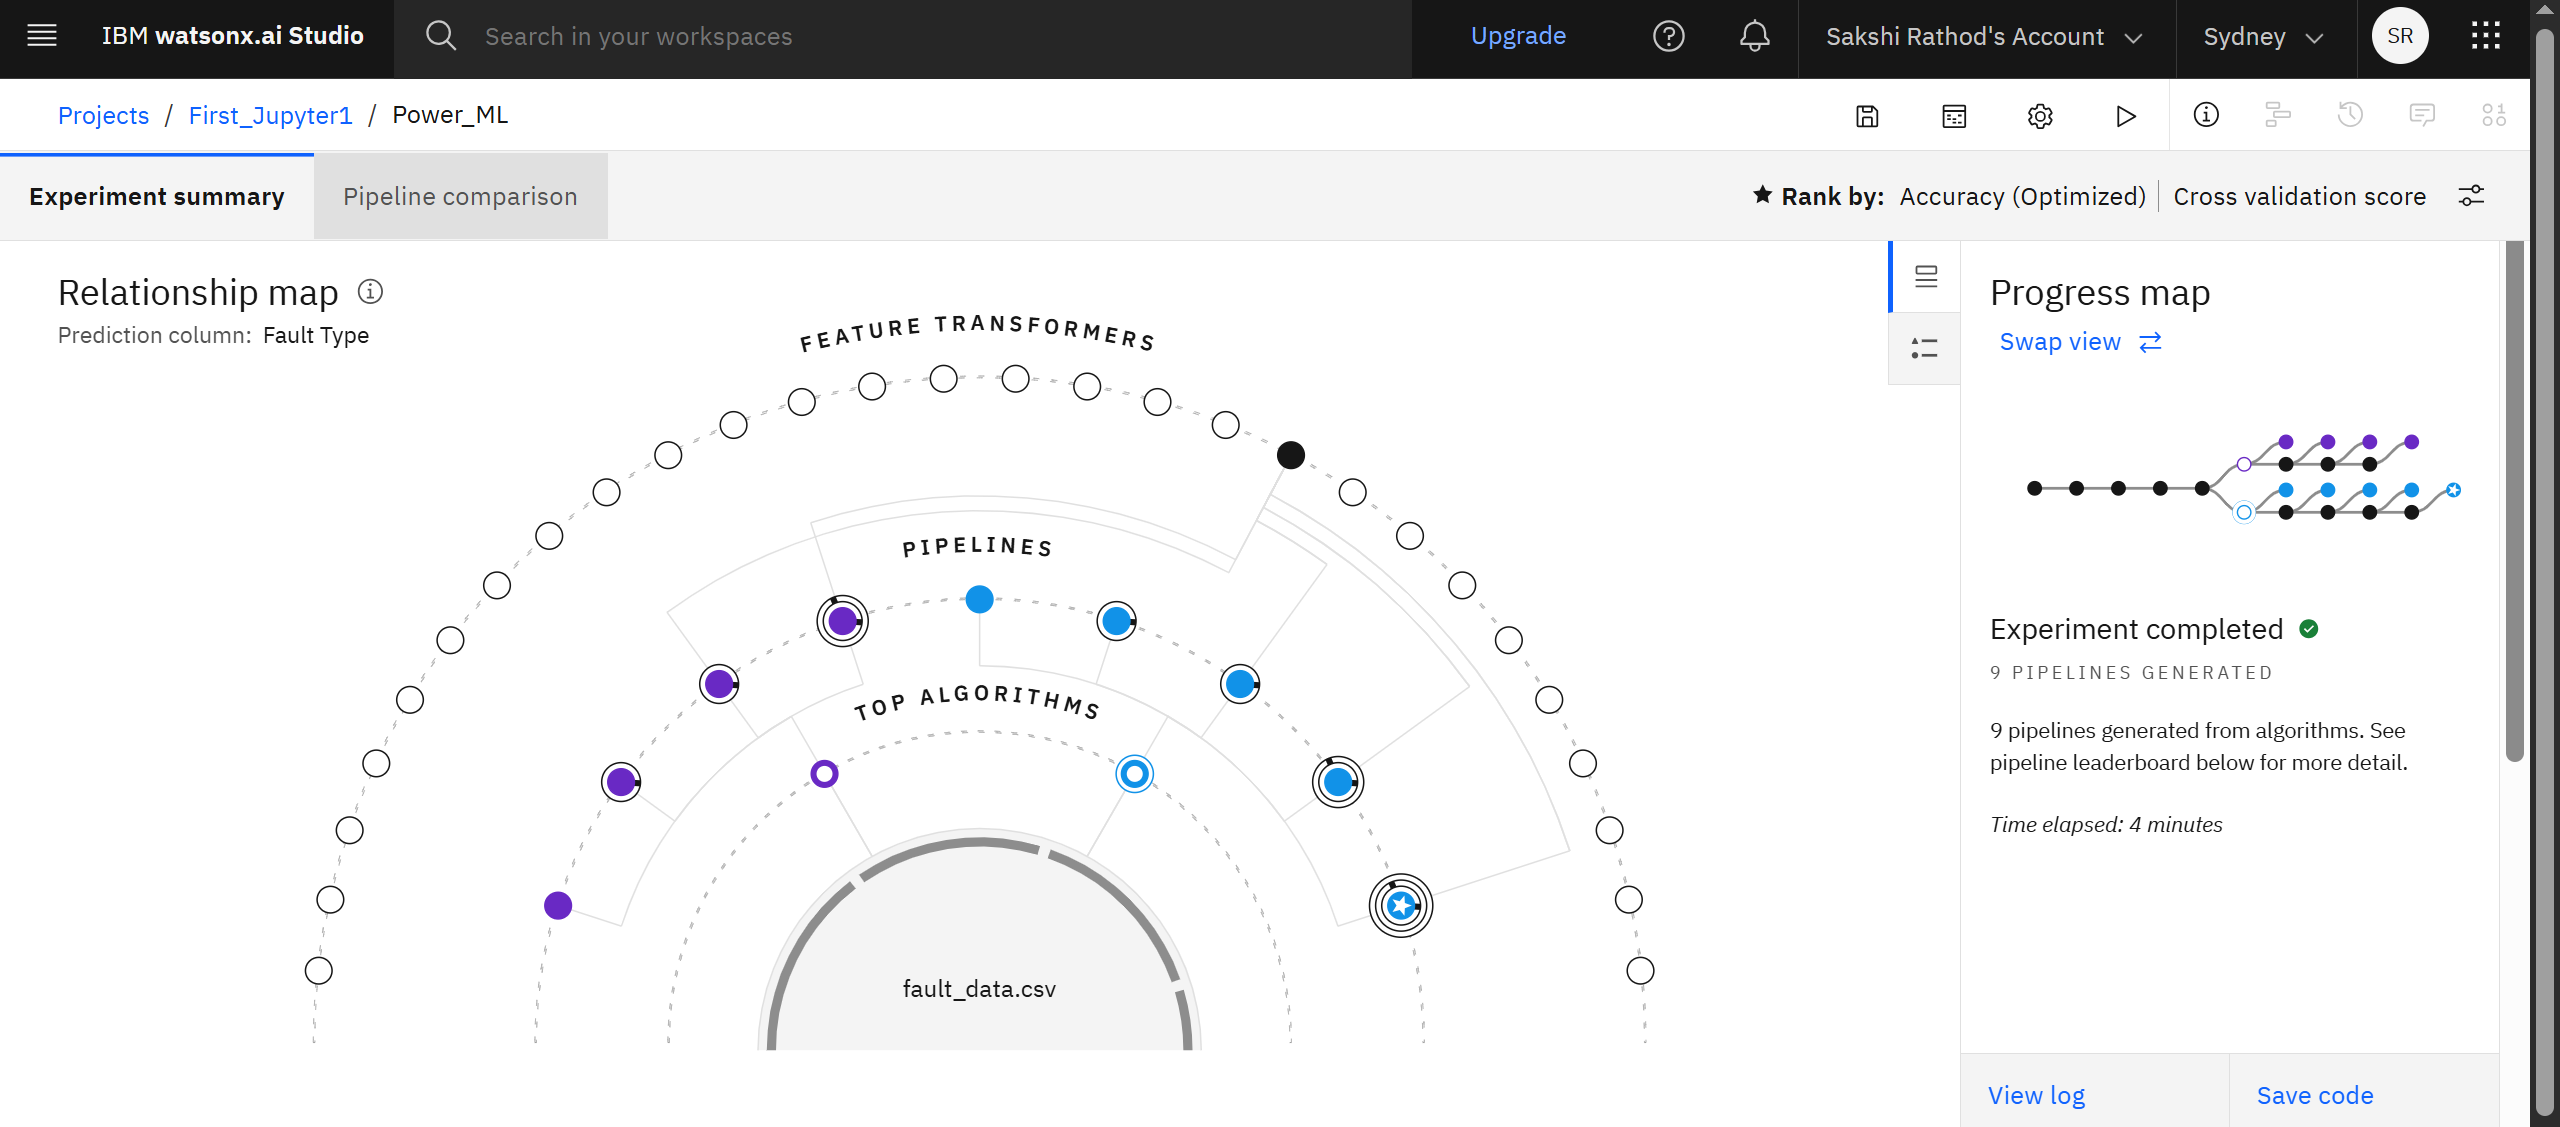 IBM watsonx.ai Studio
Search in your workspaces
Upgrade
Sakshi Rathod's Account
Sydney
SR
Projects / First_Jupyter1 / Power_ML
Experiment summary
Pipeline comparison
Rank by: Accuracy (Optimized) | Cross validation score
Relationship map
Prediction column: Fault Type
FEATURE TRANSFORMERS
PIPELINES
TOP ALGORITHMS
fault_data.csv
Progress map
Swap view
Experiment completed
9 PIPELINES GENERATED
9 pipelines generated from algorithms. See
pipeline leaderboard below for more detail.
Time elapsed: 4 minutes
View log
Save code